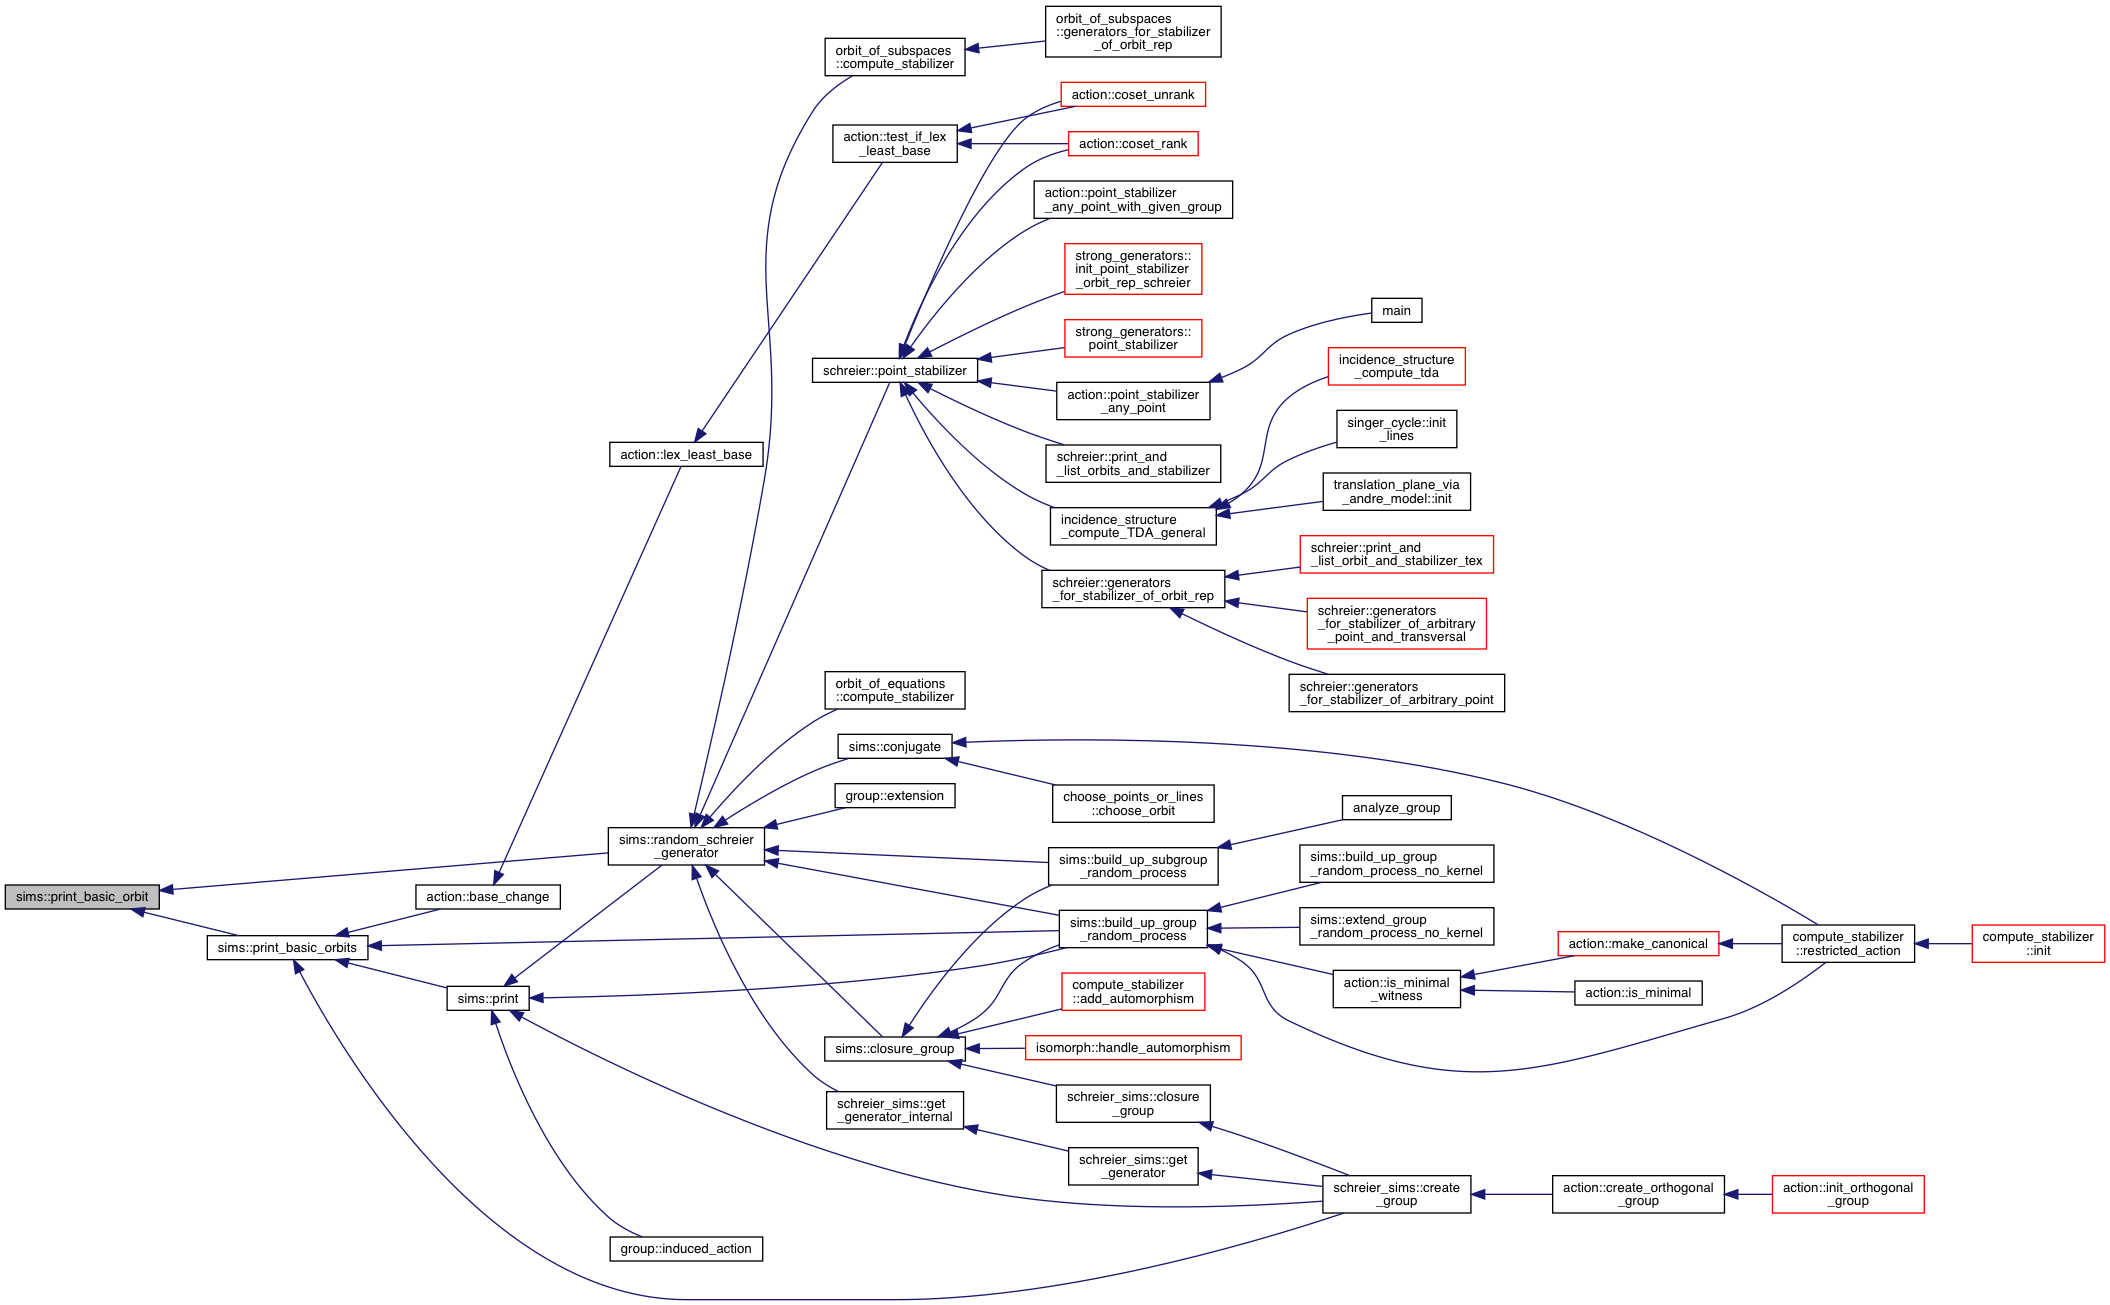 sims::print_basic_orbit
sims::print_basic_orbits
action::base_change
sims::print
action::lex_least_base
sims::random_schreier
_generator
group::induced_action
orbit_of_subspaces
::compute_stabilizer
action::test_if_lex
_least_base
schreier::point_stabilizer
orbit_of_equations
::compute_stabilizer
sims::conjugate
group::extension
sims::closure_group
schreier_sims::get
_generator_internal
orbit_of_subspaces
::generators_for_stabilizer
_of_orbit_rep
action::coset_unrank
action::coset_rank
action::point_stabilizer
_any_point_with_given_group
strong_generators::
init_point_stabilizer
_orbit_rep_schreier
strong_generators::
point_stabilizer
action::point_stabilizer
_any_point
schreier::print_and
_list_orbits_and_stabilizer
incidence_structure
_compute_TDA_general
schreier::generators
_for_stabilizer_of_orbit_rep
choose_points_or_lines
::choose_orbit
sims::build_up_subgroup
_random_process
sims::build_up_group
_random_process
compute_stabilizer
::add_automorphism
isomorph::handle_automorphism
schreier_sims::closure
_group
schreier_sims::get
_generator
main
incidence_structure
_compute_tda
singer_cycle::init
_lines
translation_plane_via
_andre_model::init
schreier::print_and
_list_orbit_and_stabilizer_tex
schreier::generators
_for_stabilizer_of_arbitrary
_point_and_transversal
schreier::generators
_for_stabilizer_of_arbitrary_point
analyze_group
sims::build_up_group
_random_process_no_kernel
sims::extend_group
_random_process_no_kernel
action::is_minimal
_witness
schreier_sims::create
_group
action::make_canonical
action::is_minimal
action::create_orthogonal
_group
compute_stabilizer
::restricted_action
action::init_orthogonal
_group
compute_stabilizer
::init